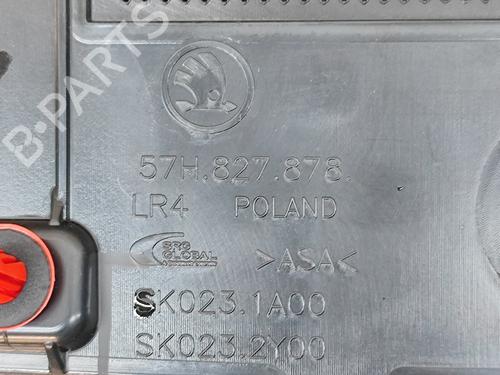 B-PARTS
57H.827.878.
LR4 POLAND
SRG
GLOBAL
>ASA<
SK023.1A00
SK023.2Y00